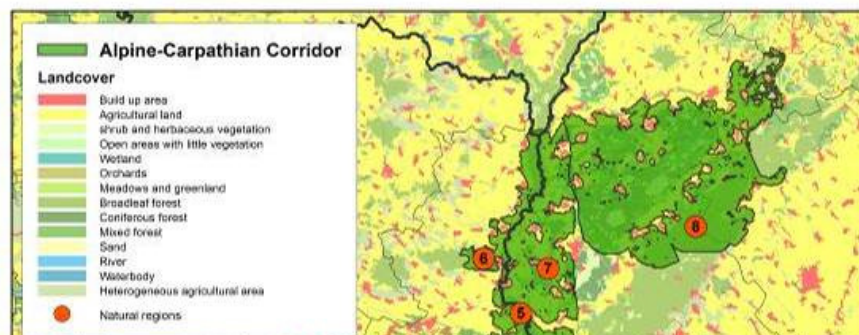 Alpine-Carpathian Corridor
Landcover
Build up area
Agricultural land
shrub and herbaceous vegetation
Open areas with little vegetation
Wetland
Orchards
Meadows and greenland
Broadleaf forest
Coniferous forest
Mixed forest
Sand
River
Waterbody
Heterogeneous agricultural area
Natural regions
8
6
7
5